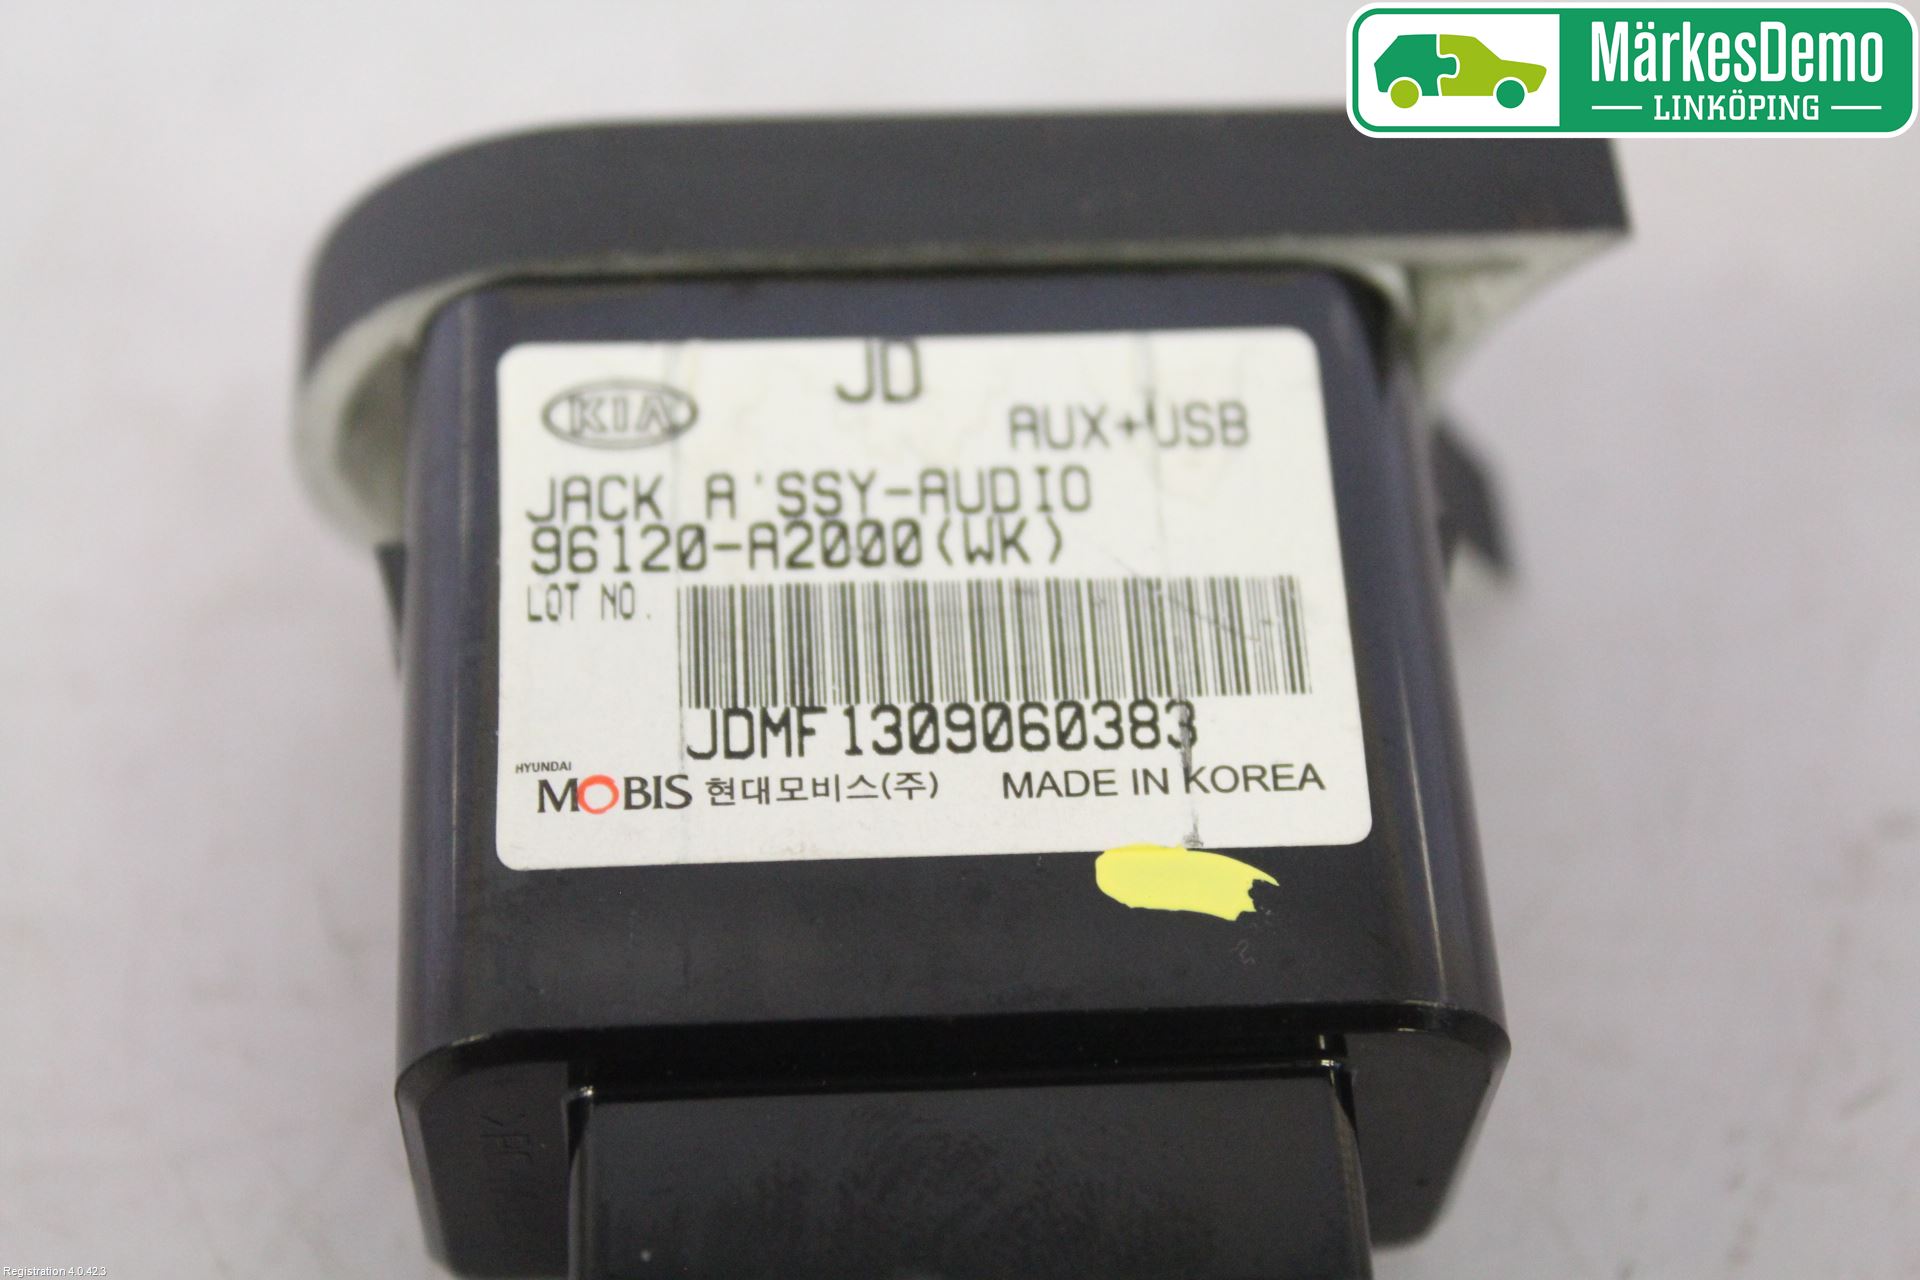 MärkesDemo
LINKÖPING
JD
KIA
AUX+USB
JACK A'SSY-AUDIO
96120-A2000(WK)
LOT NO.
JDMF1309060383
HYUNDAI
MOBIS 현대모비스(주) MADE IN KOREA
Registration 4.0.42.3